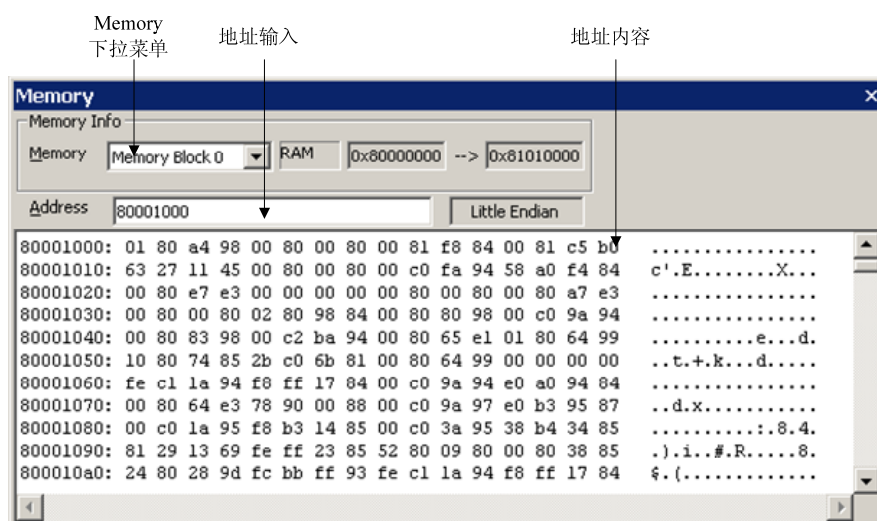 Memory
下拉菜单
地址输入
地址内容
Memory
Memory Info
Memory Memory Block 0 RAM 0x80000000 --> 0x81010000
Address 80001000 Little Endian
80001000: 01 80 a4 98 00 80 00 80 00 81 f8 84 00 81 c5 b0 ................
80001010: 63 27 11 45 00 80 00 80 00 c0 fa 94 58 a0 f4 84 c'.E........X...
80001020: 00 80 e7 e3 00 00 00 00 00 80 00 80 00 80 a7 e3 ................
80001030: 00 80 00 80 02 80 98 84 00 80 80 98 00 c0 9a 94 ................
80001040: 00 80 83 98 00 c2 ba 94 00 80 65 e1 01 80 64 99 ..........e...d.
80001050: 10 80 74 85 2b c0 6b 81 00 80 64 99 00 00 00 00 ..t.+.k...d.....
80001060: fe c1 1a 94 f8 ff 17 84 00 c0 9a 94 e0 a0 94 84 ................
80001070: 00 80 64 e3 78 90 00 88 00 c0 9a 97 e0 b3 95 87 ..d.x...........
80001080: 00 c0 1a 95 f8 b3 14 85 00 c0 3a 95 38 b4 34 85 ..........:.8.4.
80001090: 81 29 13 69 fe ff 23 85 52 80 09 80 00 80 38 85 .).i..#.R.....8.
800010a0: 24 80 28 9d fc bb ff 93 fe c1 1a 94 f8 ff 17 84 $.(.............